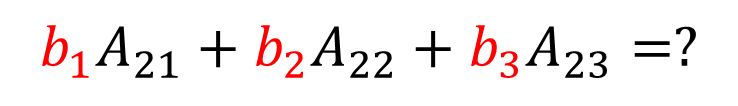 b₁A₂₁ + b₂A₂₂ + b₃A₂₃ =?